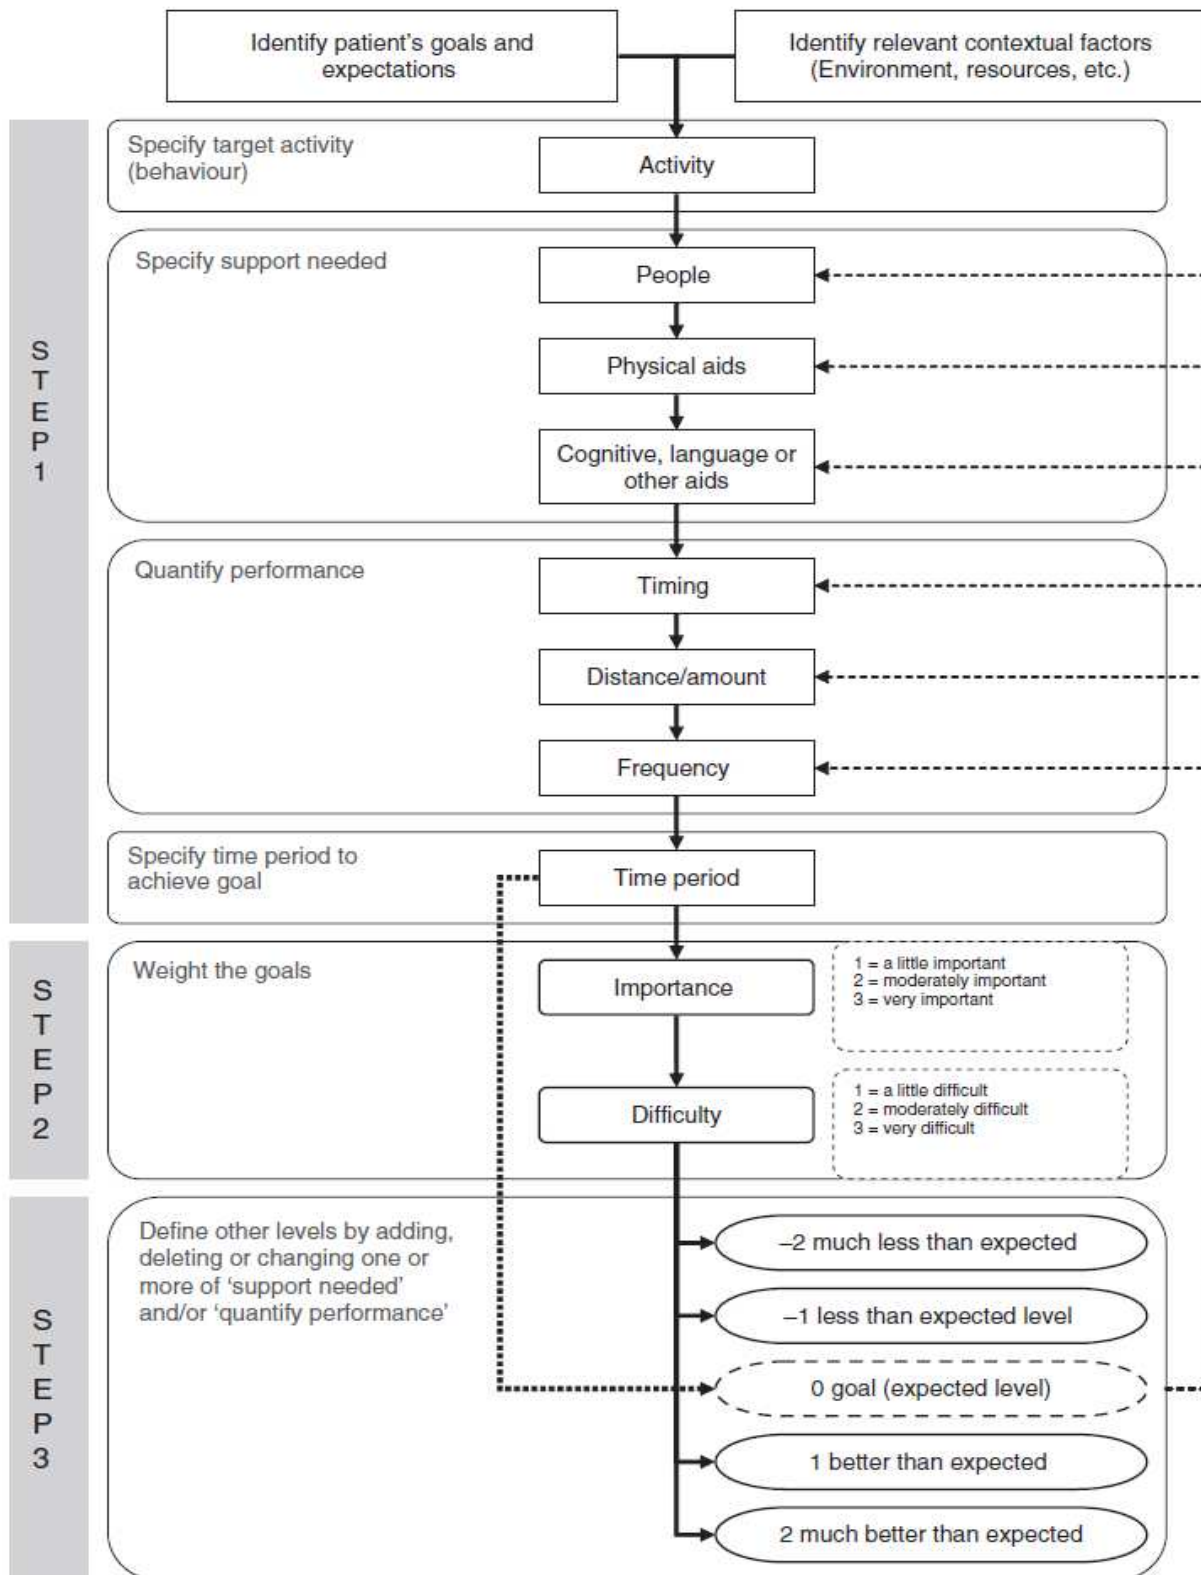 Identify patient's goals and
expectations
Identify relevant contextual factors
(Environment, resources, etc.)
STEP 1
Specify target activity
(behaviour)
Activity
Specify support needed
People
Physical aids
Cognitive, language or
other aids
Quantify performance
Timing
Distance/amount
Frequency
Specify time period to
achieve goal
Time period
STEP 2
Weight the goals
Importance
1 = a little important
2 = moderately important
3 = very important
Difficulty
1 = a little difficult
2 = moderately difficult
3 = very difficult
STEP 3
Define other levels by adding,
deleting or changing one or
more of ‘support needed’
and/or ‘quantify performance’
–2 much less than expected
–1 less than expected level
0 goal (expected level)
1 better than expected
2 much better than expected